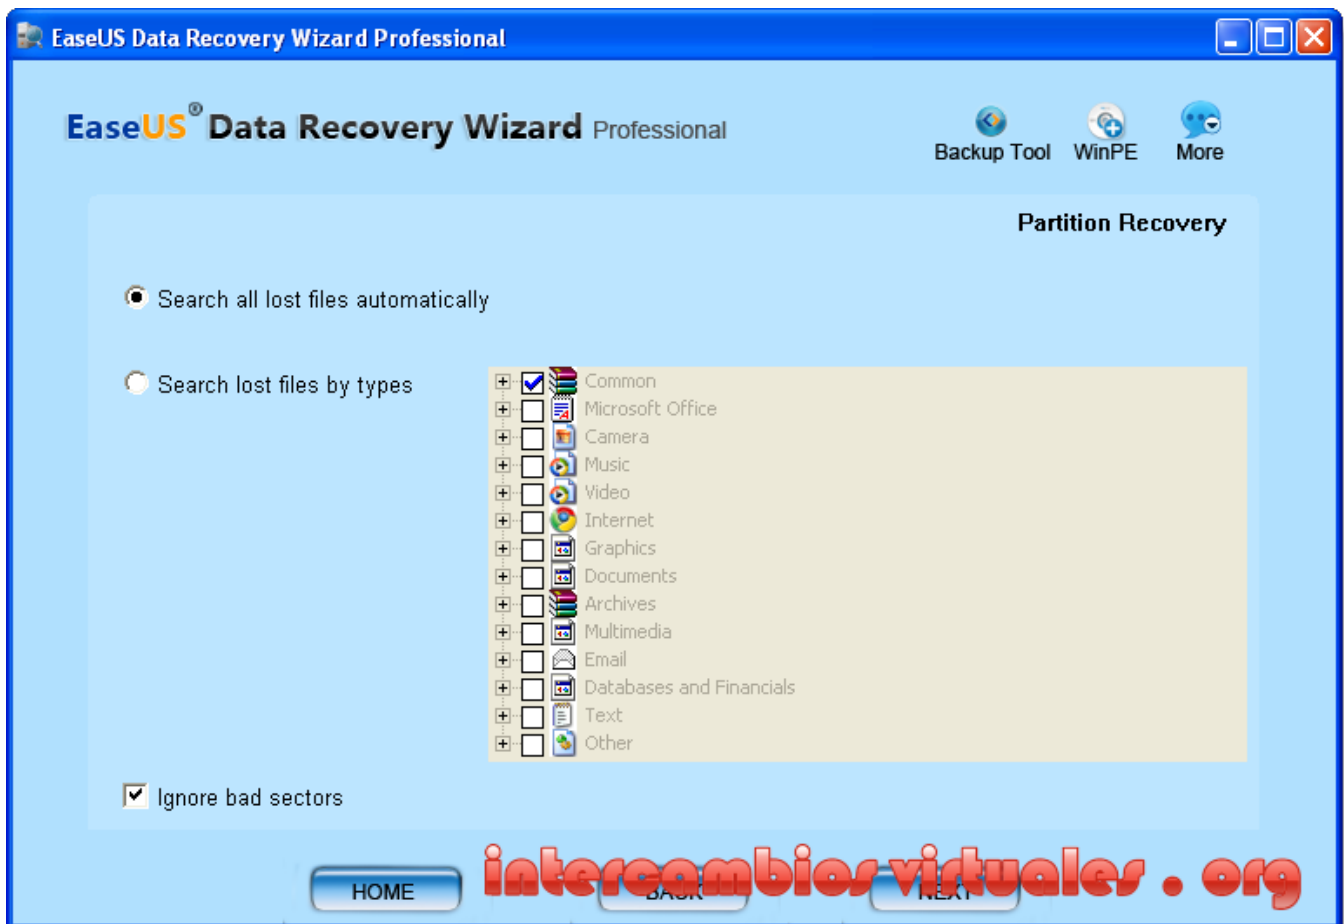 EaseUS Data Recovery Wizard Professional
EaseUS® Data Recovery Wizard Professional
Backup Tool WinPE More
Partition Recovery
Search all lost files automatically
Search lost files by types
Common
Microsoft Office
Camera
Music
Video
Internet
Graphics
Documents
Archives
Multimedia
Email
Databases and Financials
Text
Other
Ignore bad sectors
HOME BACK NEXT
intercambiosvirtuales.org